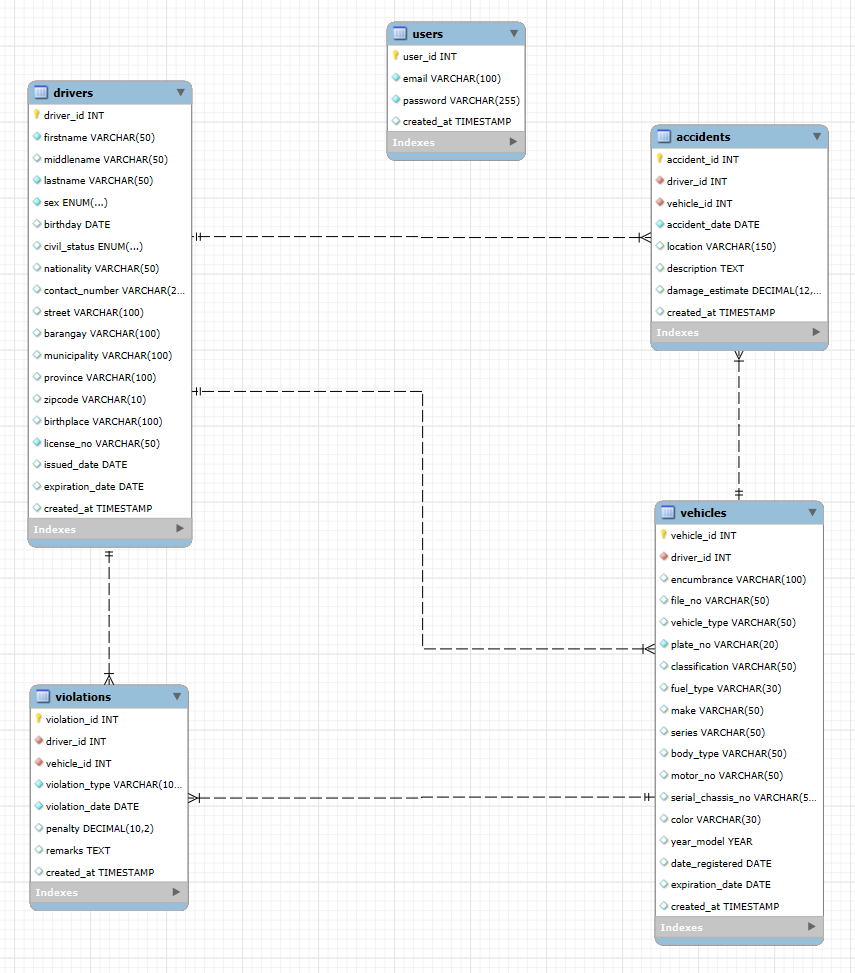 users
user_id INT
email VARCHAR(100)
password VARCHAR(255)
created_at TIMESTAMP
Indexes
drivers
driver_id INT
firstname VARCHAR(50)
middlename VARCHAR(50)
lastname VARCHAR(50)
sex ENUM(...)
birthday DATE
civil_status ENUM(...)
nationality VARCHAR(50)
contact_number VARCHAR(2...
street VARCHAR(100)
barangay VARCHAR(100)
municipality VARCHAR(100)
province VARCHAR(100)
zipcode VARCHAR(10)
birthplace VARCHAR(100)
license_no VARCHAR(50)
issued_date DATE
expiration_date DATE
created_at TIMESTAMP
Indexes
accidents
accident_id INT
driver_id INT
vehicle_id INT
accident_date DATE
location VARCHAR(150)
description TEXT
damage_estimate DECIMAL(12,...
created_at TIMESTAMP
Indexes
vehicles
vehicle_id INT
driver_id INT
encumbrance VARCHAR(100)
file_no VARCHAR(50)
vehicle_type VARCHAR(50)
plate_no VARCHAR(20)
classification VARCHAR(50)
fuel_type VARCHAR(30)
make VARCHAR(50)
series VARCHAR(50)
body_type VARCHAR(50)
motor_no VARCHAR(50)
serial_chassis_no VARCHAR(5...
color VARCHAR(30)
year_model YEAR
date_registered DATE
expiration_date DATE
created_at TIMESTAMP
Indexes
violations
violation_id INT
driver_id INT
vehicle_id INT
violation_type VARCHAR(10...
violation_date DATE
penalty DECIMAL(10,2)
remarks TEXT
created_at TIMESTAMP
Indexes